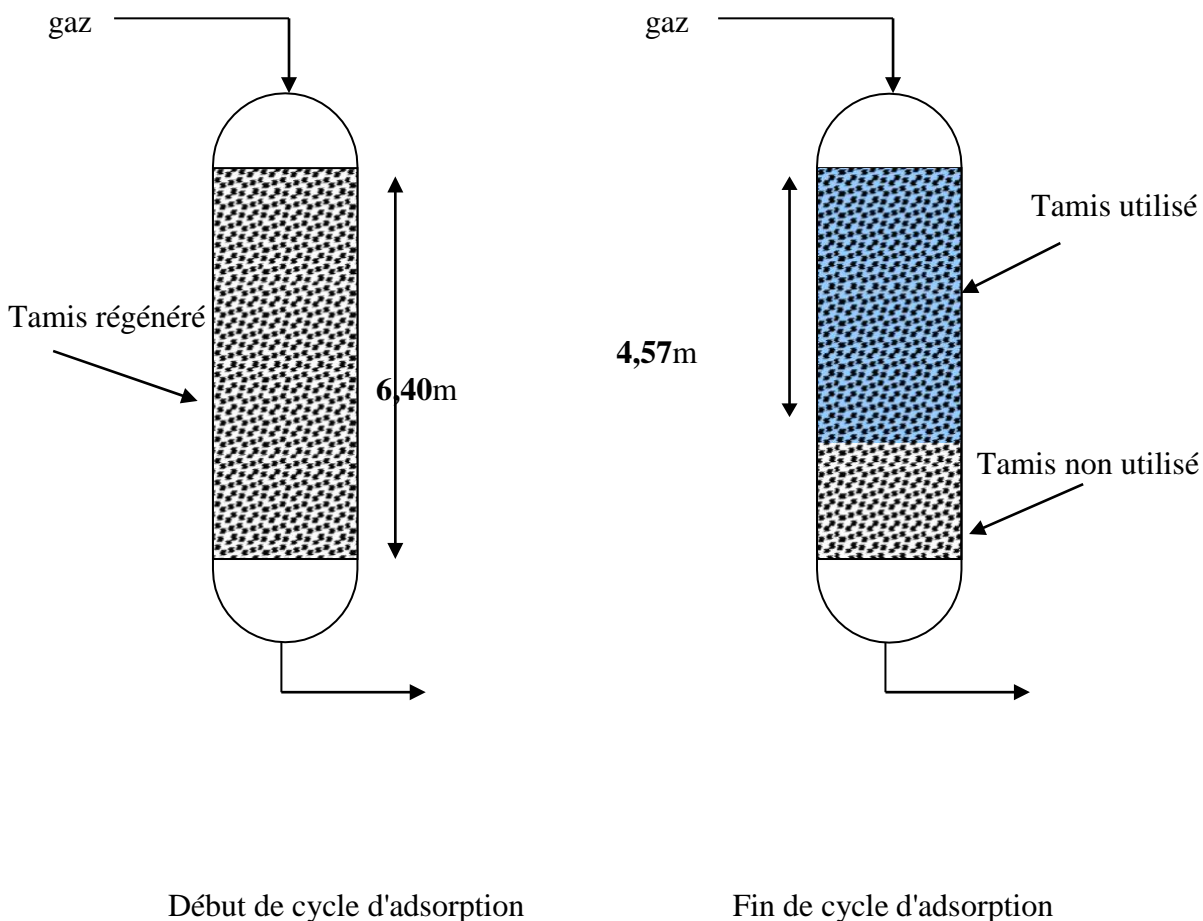 gaz
gaz
Tamis utilisé
Tamis régénéré
4,57m
6,40m
Tamis non utilisé
Début de cycle d'adsorption
Fin de cycle d'adsorption